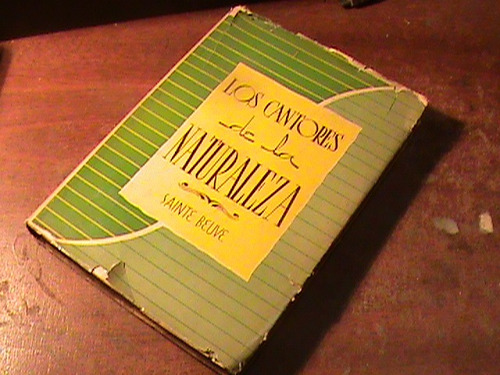 LOS CANTORES
de la
NATURALEZA
SAINTE BEUVE